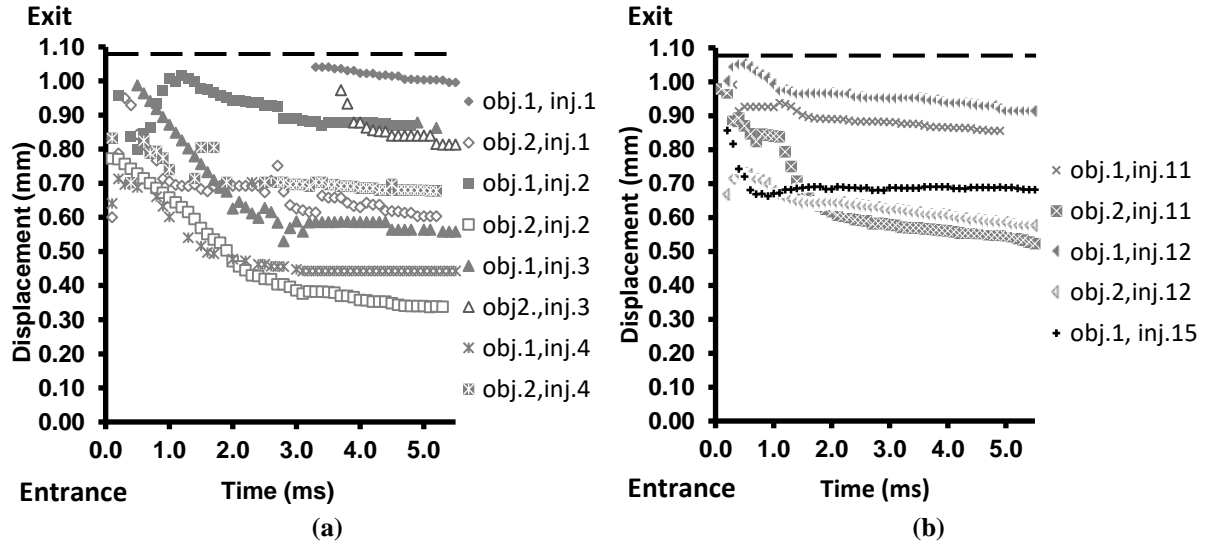 Exit
1.10
1.00
0.90
0.80
0.70
0.60
0.50
0.40
0.30
0.20
0.10
0.00
Displacement (mm)
0.0 1.0 2.0 3.0 4.0 5.0
Entrance
Time (ms)
obj.1, inj.1
obj.2,inj.1
obj.1,inj.2
obj.2,inj.2
obj.1,inj.3
obj2.,inj.3
obj.1,inj.4
obj.2,inj.4
(a)
Exit
1.10
1.00
0.90
0.80
0.70
0.60
0.50
0.40
0.30
0.20
0.10
0.00
Displacement (mm)
0.0 1.0 2.0 3.0 4.0 5.0
Entrance
Time (ms)
obj.1,inj.11
obj.2,inj.11
obj.1,inj.12
obj.2,inj.12
obj.1, inj.15
(b)